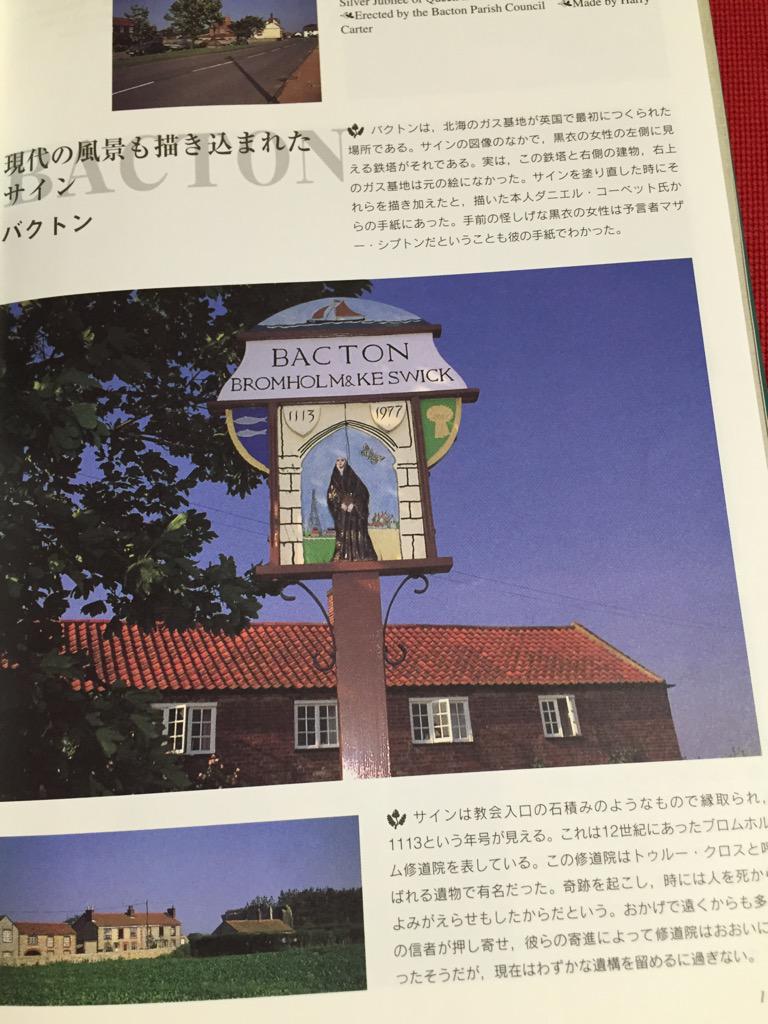 Silver Jubilee of
Erected by the Bacton Parish Council Made by Harry
Carter
BACTON
現代の風景も描き込まれた
サイン
バクトン
バクトンは，北海のガス基地が英国で最初につくられた
場所である。サインの図像のなかで，黒衣の女性の左側に見
える鉄塔がそれである。実は，この鉄塔と右側の建物，右上
のガス基地は元の絵になかった。サインを塗り直した時にそ
れらを描き加えたと，描いた本人ダニエル・コーベット氏か
らの手紙にあった。手前の怪しげな黒衣の女性は予言者マザ
ー・シプトンだということも彼の手紙でわかった。
BACTON
BROMHOLM&KESWICK
1113 1977
サインは教会入口の石積みのようなもので縁取られ，
1113という年号が見える。これは12世紀にあったブロムホル
ム修道院を表している。この修道院はトゥルー・クロスと呼
ばれる遺物で有名だった。奇跡を起こし，時には人を死から
よみがえらせもしたからだという。おかげで遠くからも多
の信者が押し寄せ，彼らの寄進によって修道院はおおいに
ったそうだが，現在はわずかな遺構を留めるに過ぎない。